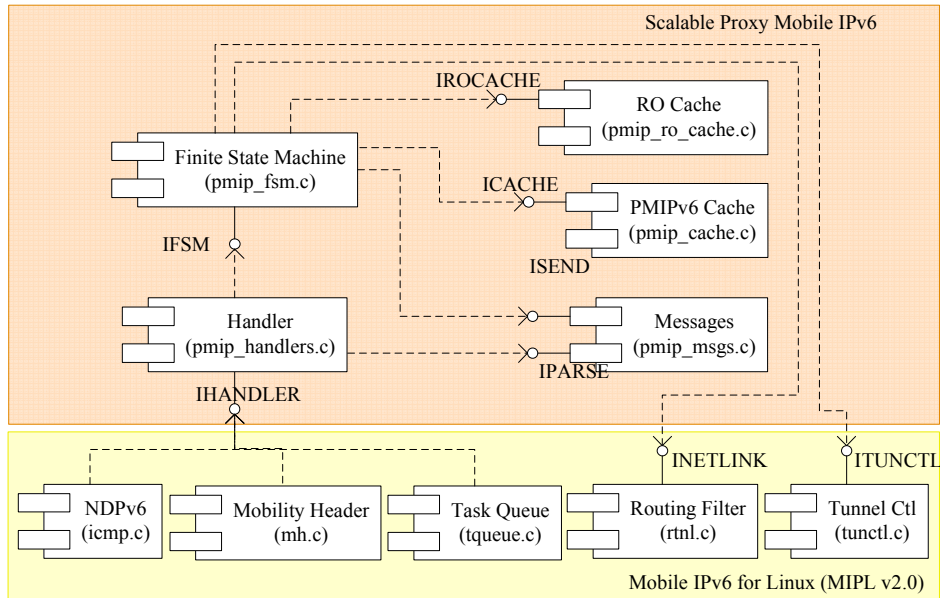 Scalable Proxy Mobile IPv6
IROCACHE
RO Cache
(pmip_ro_cache.c)
Finite State Machine
(pmip_fsm.c)
ICACHE
PMIPv6 Cache
(pmip_cache.c)
IFSM
ISEND
Handler
(pmip_handlers.c)
Messages
(pmip_msgs.c)
IPARSE
IHANDLER
INETLINK
ITUNCTL
NDPv6
(icmp.c)
Mobility Header
(mh.c)
Task Queue
(tqueue.c)
Routing Filter
(rtnl.c)
Tunnel Ctl
(tunctl.c)
Mobile IPv6 for Linux (MIPL v2.0)